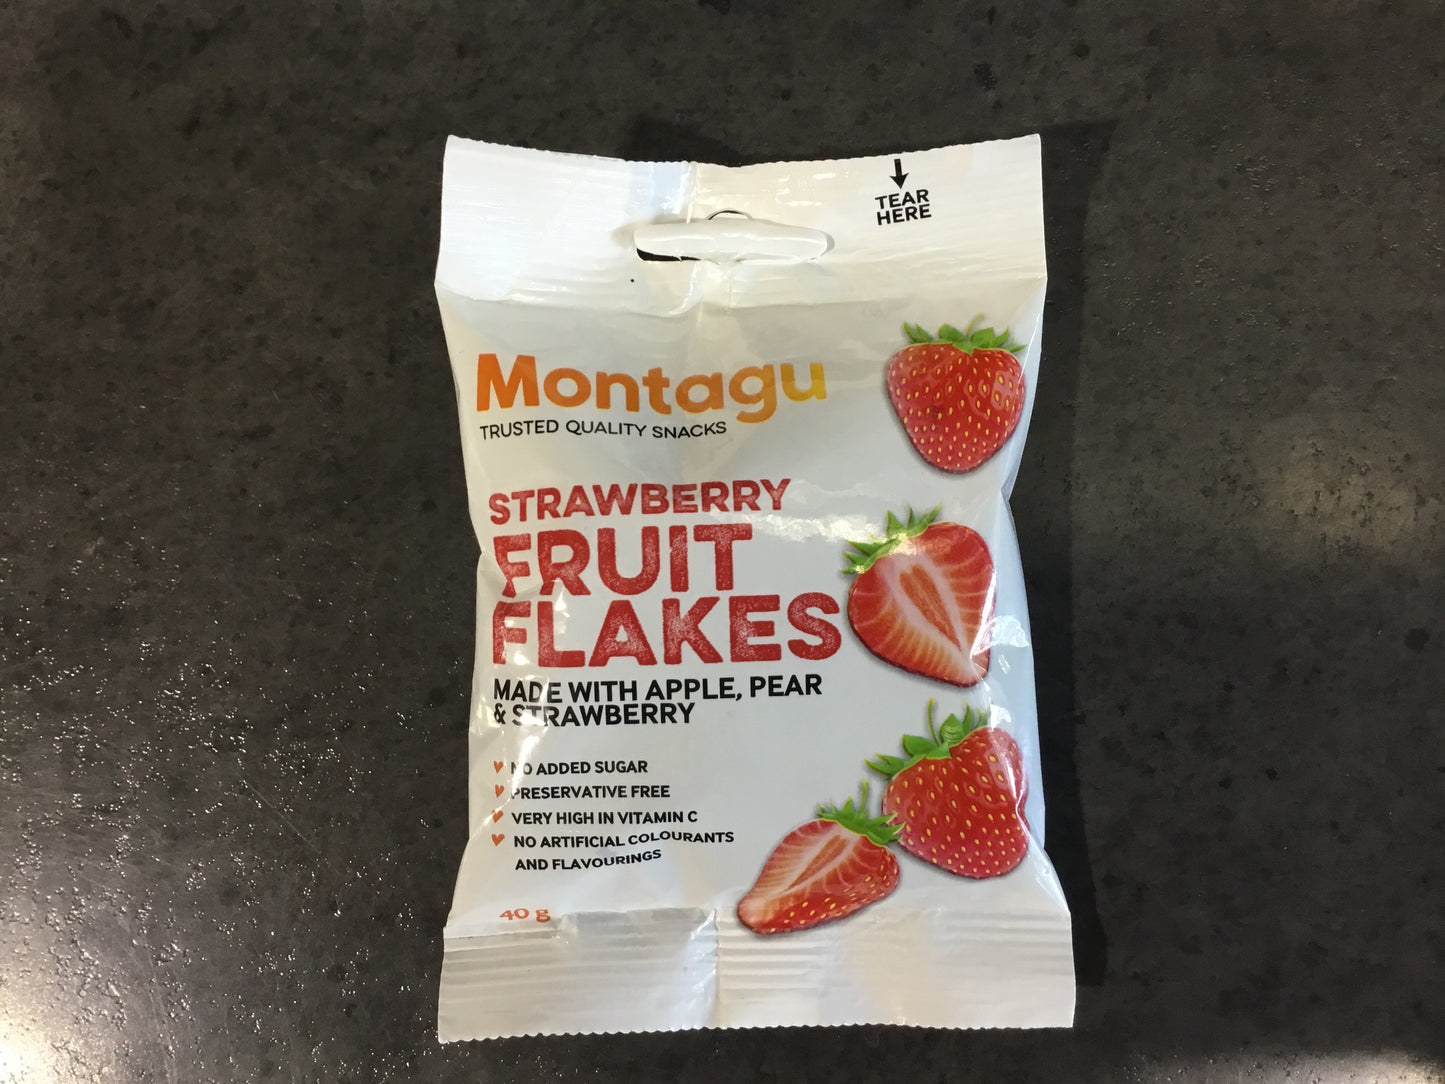 TEAR
HERE
Montagu
TRUSTED QUALITY SNACKS
STRAWBERRY
FRUIT
FLAKES
MADE WITH APPLE, PEAR
& STRAWBERRY
NO ADDED SUGAR
PRESERVATIVE FREE
VERY HIGH IN VITAMIN C
NO ARTIFICIAL COLOURANTS
AND FLAVOURINGS
40 g